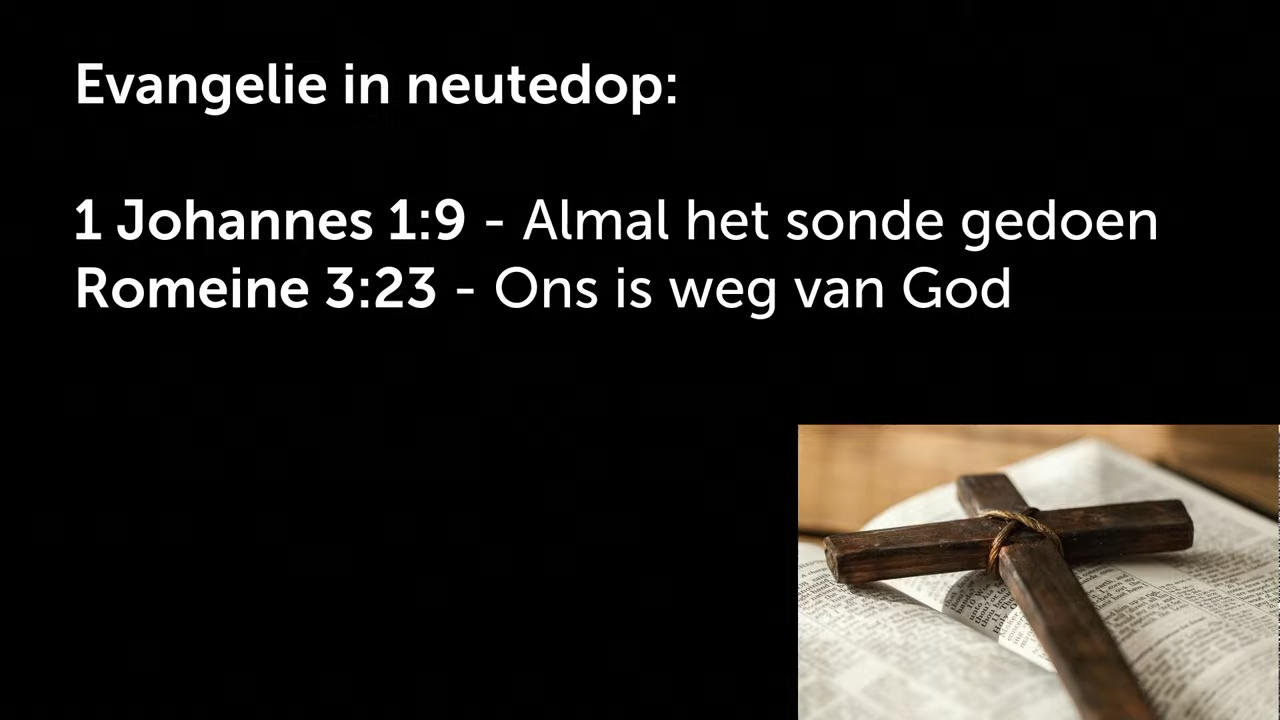 Evangelie in neutedop:
1 Johannes 1:9 - Almal het sonde gedoen
Romeine 3:23 - Ons is weg van God